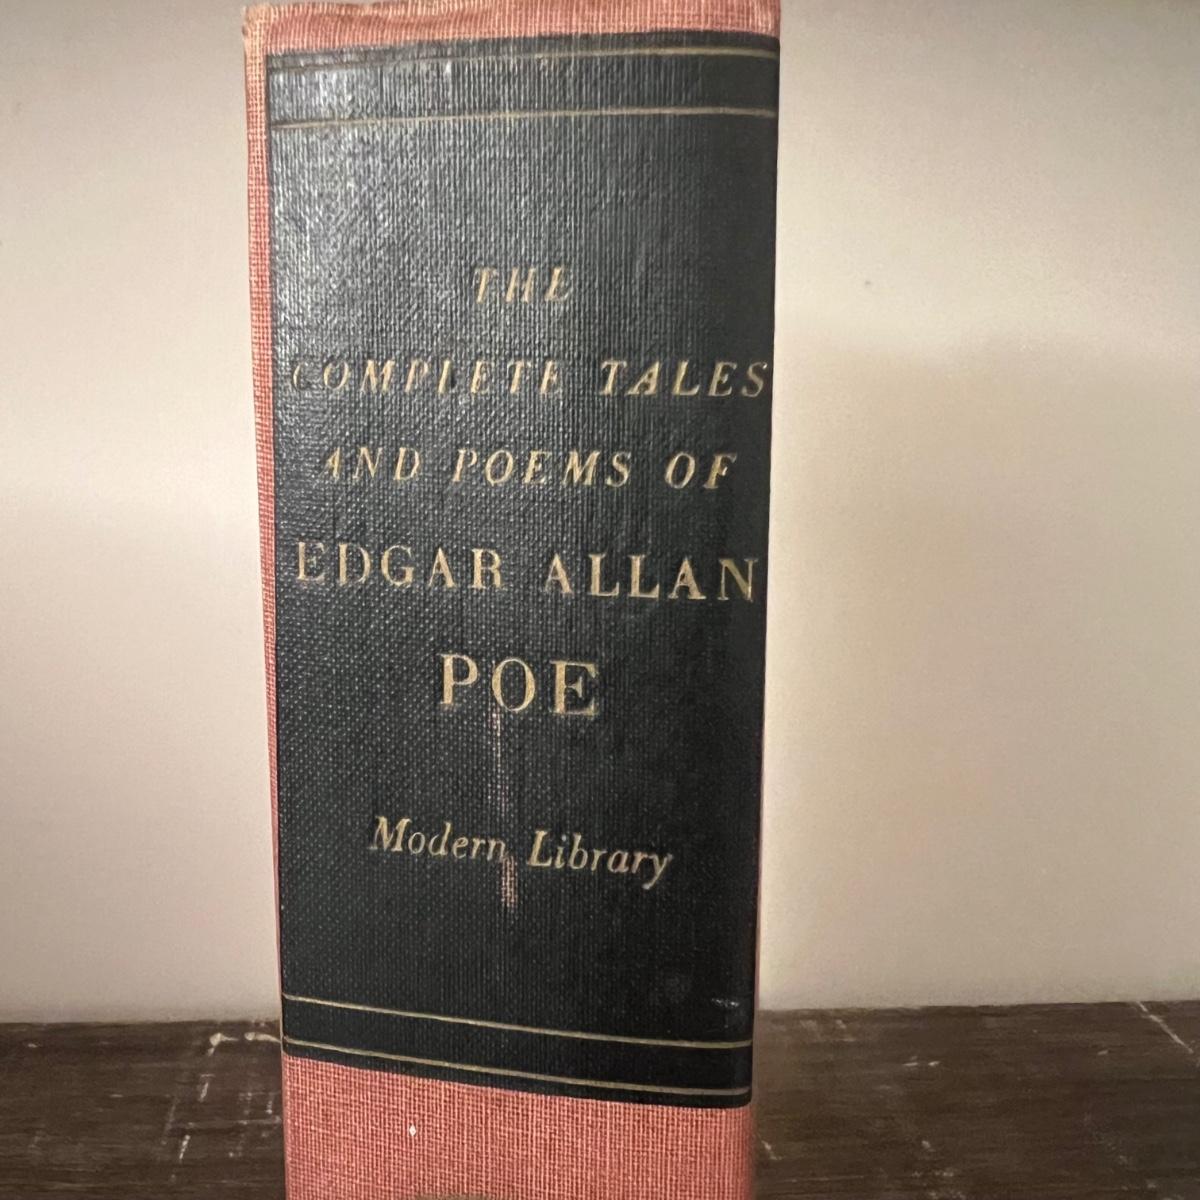 THE
COMPLETE TALES
AND POEMS OF
EDGAR ALLAN
POE
Modern Library